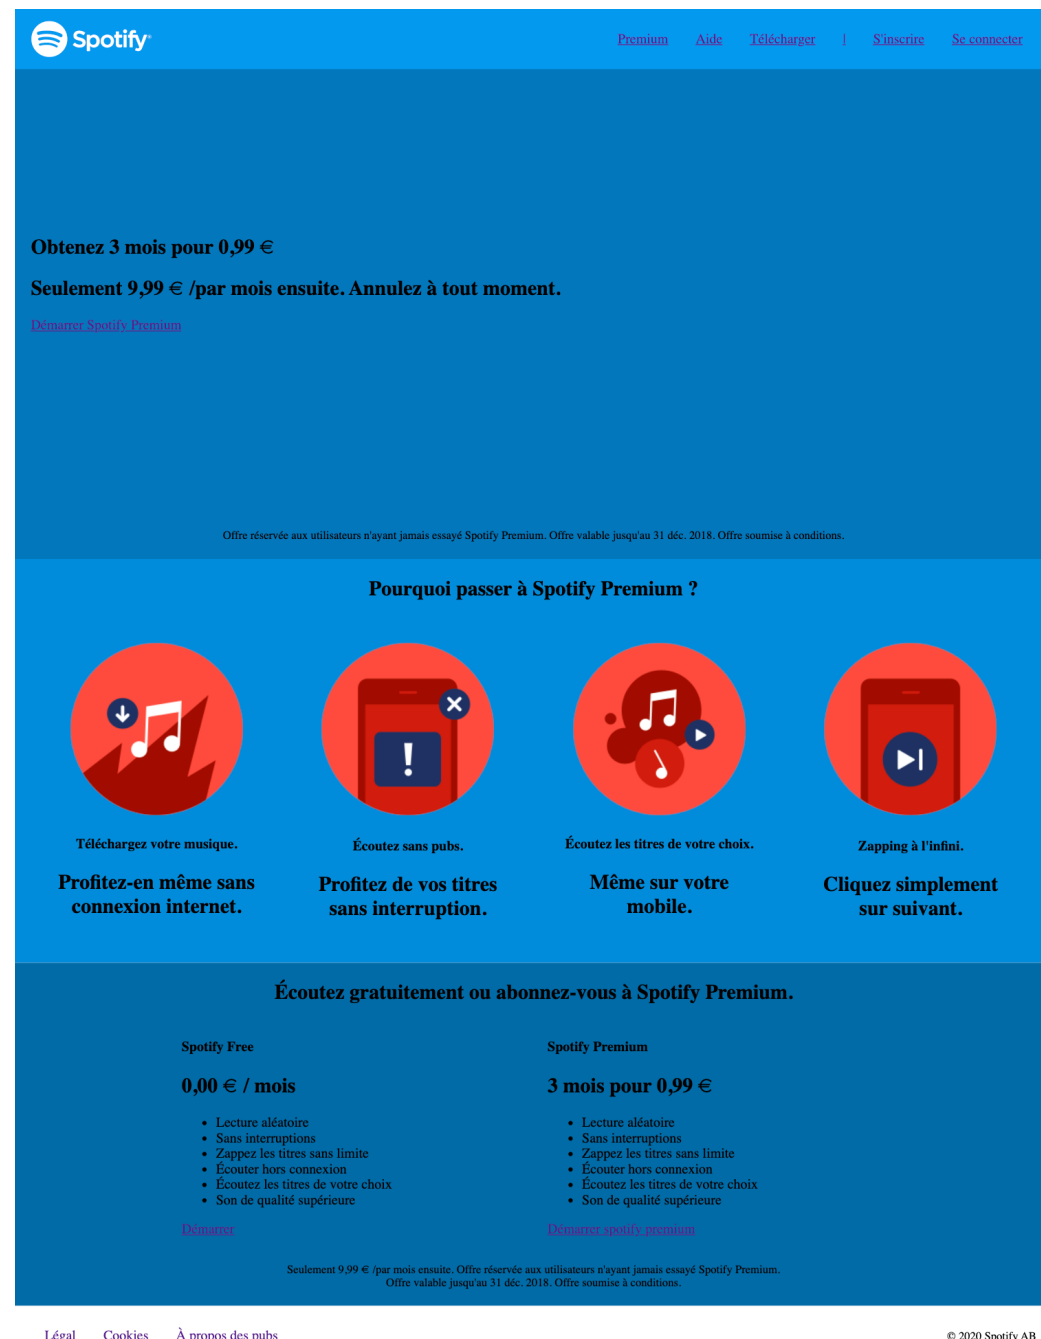 Spotify
Premium Aide Télécharger | S'inscrire Se connecter
Obtenez 3 mois pour 0,99 €
Seulement 9,99 € /par mois ensuite. Annulez à tout moment.
Démarrer Spotify Premium
Offre réservée aux utilisateurs n'ayant jamais essayé Spotify Premium. Offre valable jusqu'au 31 déc. 2018. Offre soumise à conditions.
Pourquoi passer à Spotify Premium ?
Téléchargez votre musique.
Profitez-en même sans
connexion internet.
Écoutez sans pubs.
Profitez de vos titres
sans interruption.
Écoutez les titres de votre choix.
Même sur votre
mobile.
Zapping à l'infini.
Cliquez simplement
sur suivant.
Écoutez gratuitement ou abonnez-vous à Spotify Premium.
Spotify Free
0,00 € / mois
Lecture aléatoire
Sans interruptions
Zappez les titres sans limite
Écouter hors connexion
Écoutez les titres de votre choix
Son de qualité supérieure
Démarrer
Spotify Premium
3 mois pour 0,99 €
Lecture aléatoire
Sans interruptions
Zappez les titres sans limite
Écouter hors connexion
Écoutez les titres de votre choix
Son de qualité supérieure
Démarrer spotify premium
Seulement 9,99 € /par mois ensuite. Offre réservée aux utilisateurs n'ayant jamais essayé Spotify Premium.
Offre valable jusqu'au 31 déc. 2018. Offre soumise à conditions.
Légal Cookies À propos des pubs
© 2020 Spotify AB